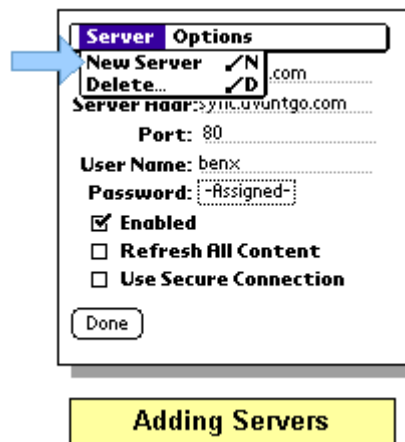 Server Options
New Server ⁄N
.com
Delete... ⁄D
Server Addr: sync.avantgo.com
Port: 80
User Name: benx
Password: -Assigned-
Enabled
Refresh All Content
Use Secure Connection
Done
Adding Servers